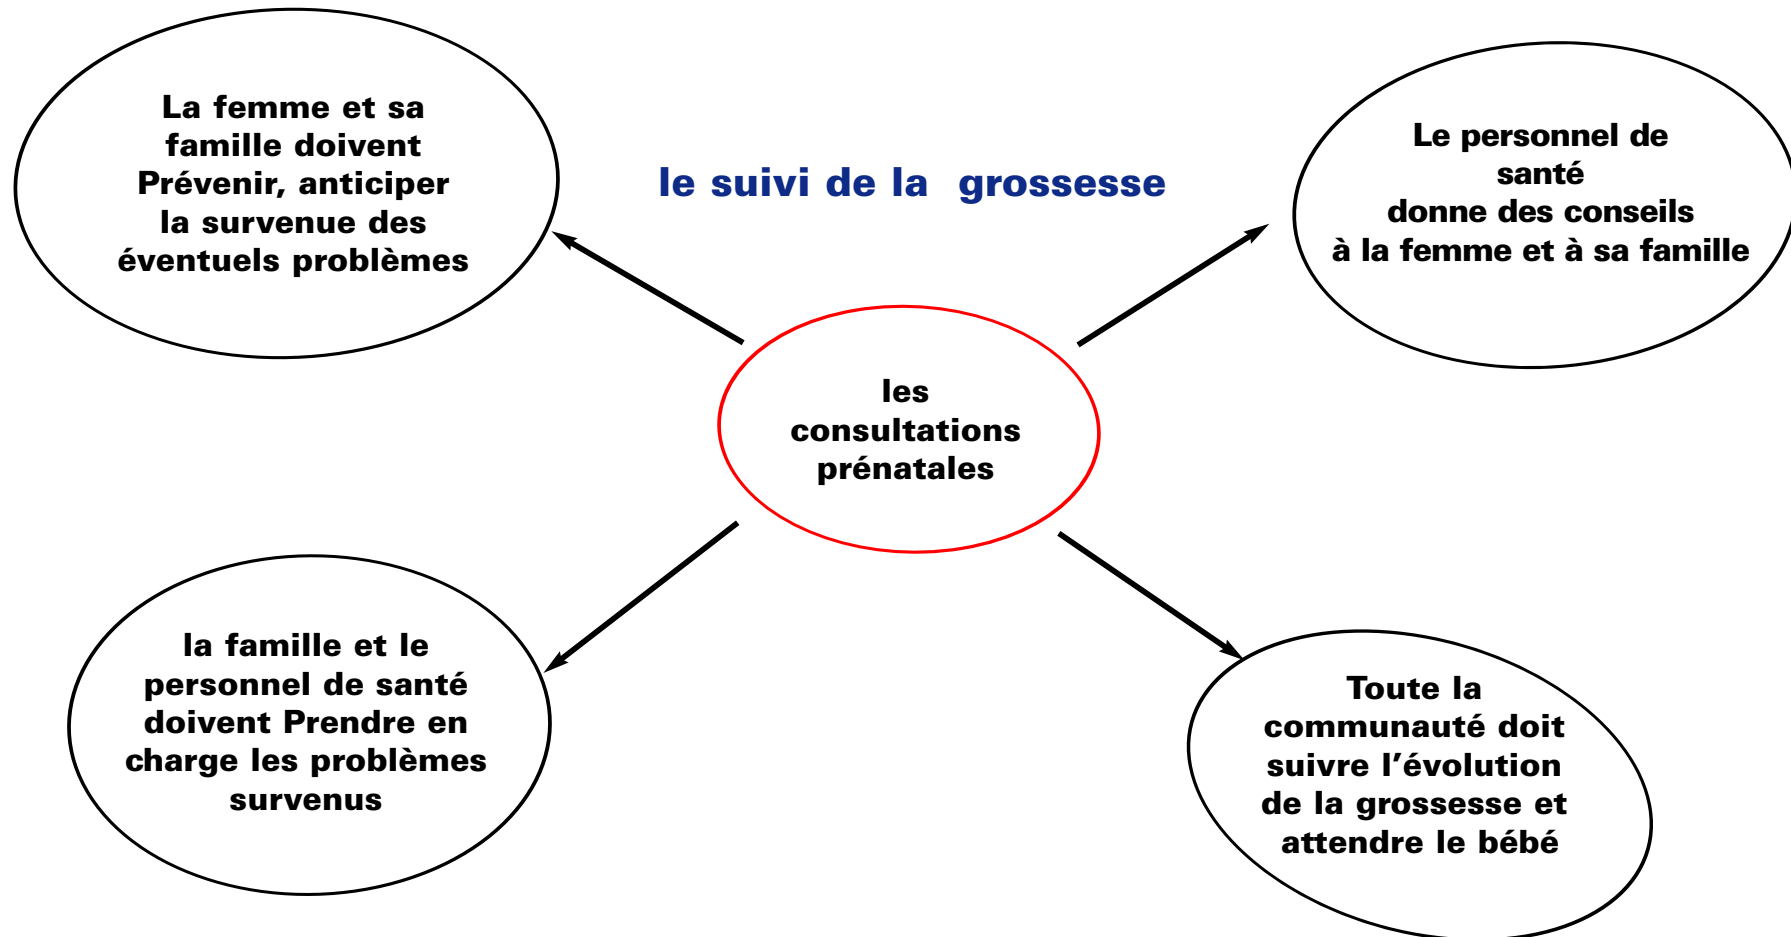 La femme et sa
famille doivent
Prévenir, anticiper
la survenue des
éventuels problèmes
le suivi de la  grossesse
Le personnel de
santé
donne des conseils
à la femme et à sa famille
les
consultations
prénatales
la famille et le
personnel de santé
doivent Prendre en
charge les problèmes
survenus
Toute la
communauté doit
suivre l'évolution
de la grossesse et
attendre le bébé